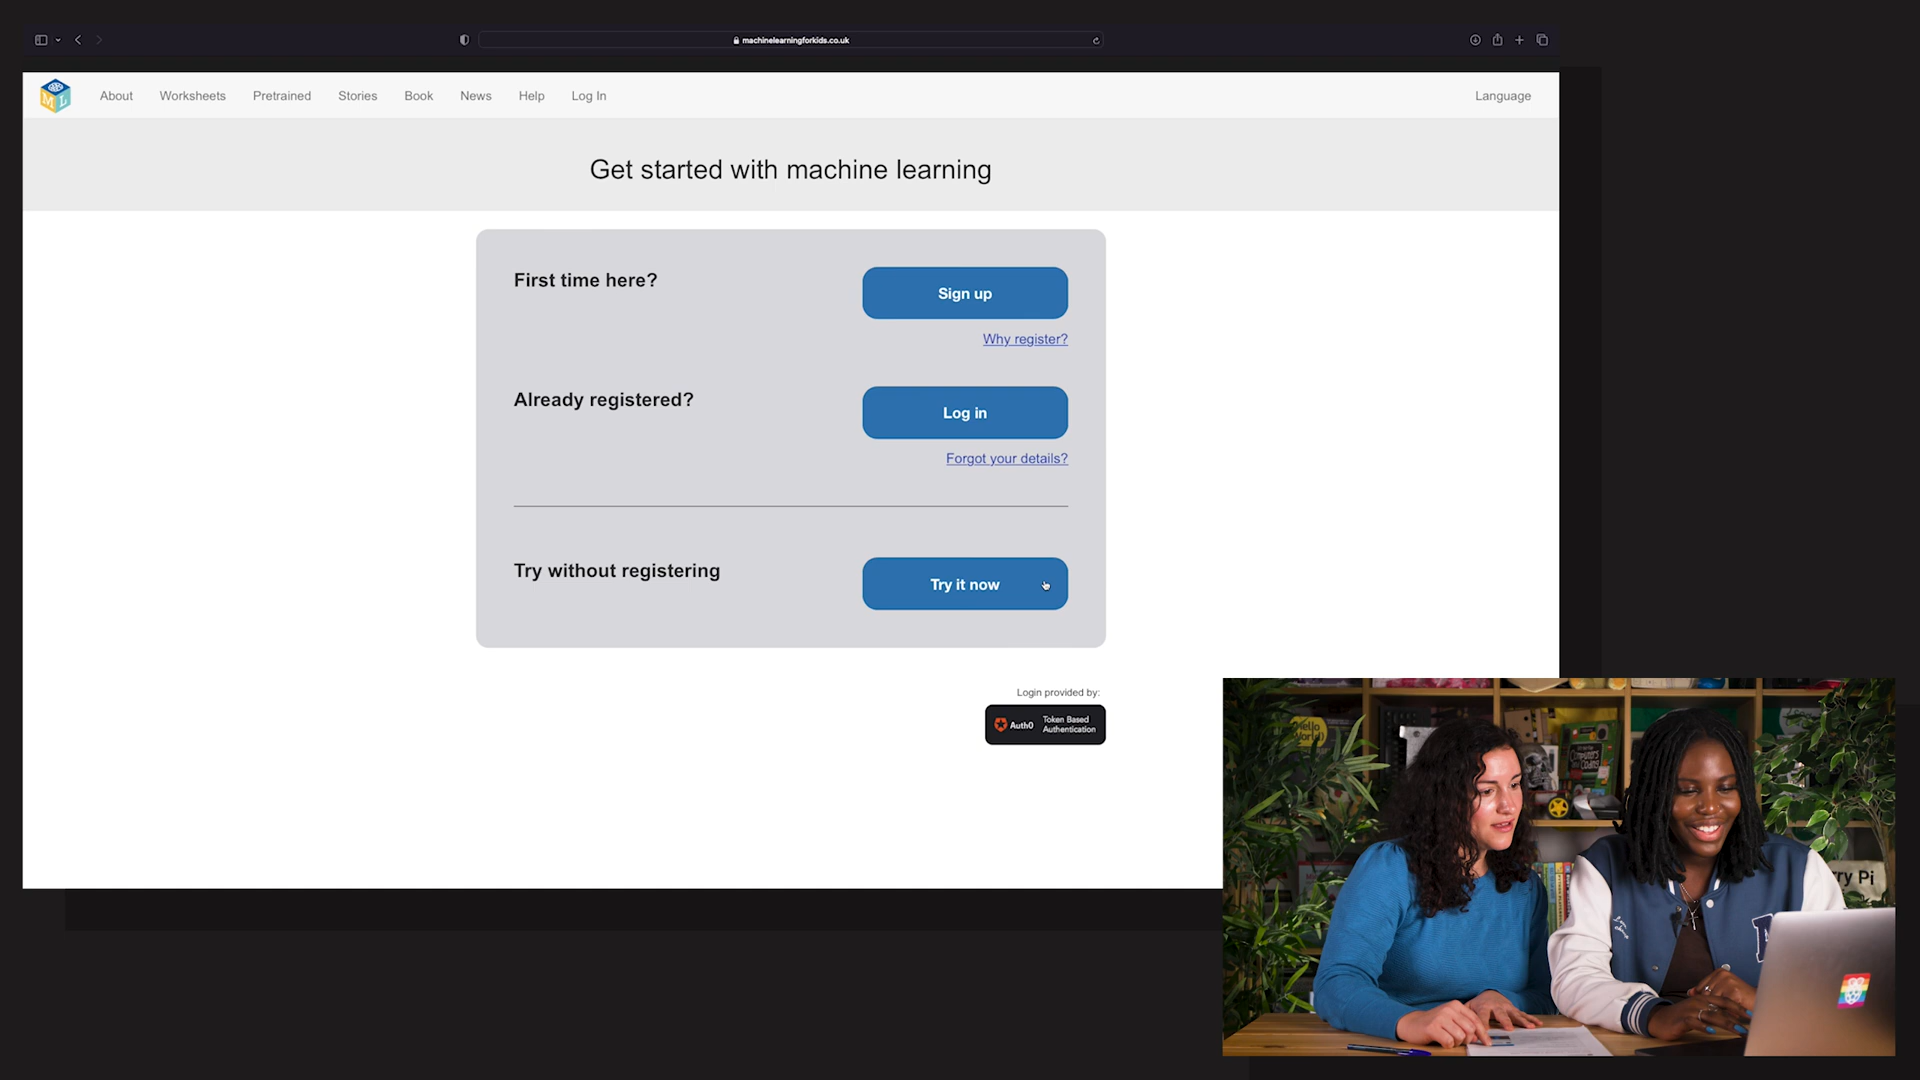 machinelearningforkids.co.uk
About Worksheets Pretrained Stories Book News Help Log In Language
Get started with machine learning
First time here? Sign up
Why register?
Already registered? Log in
Forgot your details?
Try without registering Try it now
Login provided by:
Auth0 Token Based
Authentication
Hello
World
ry Pi